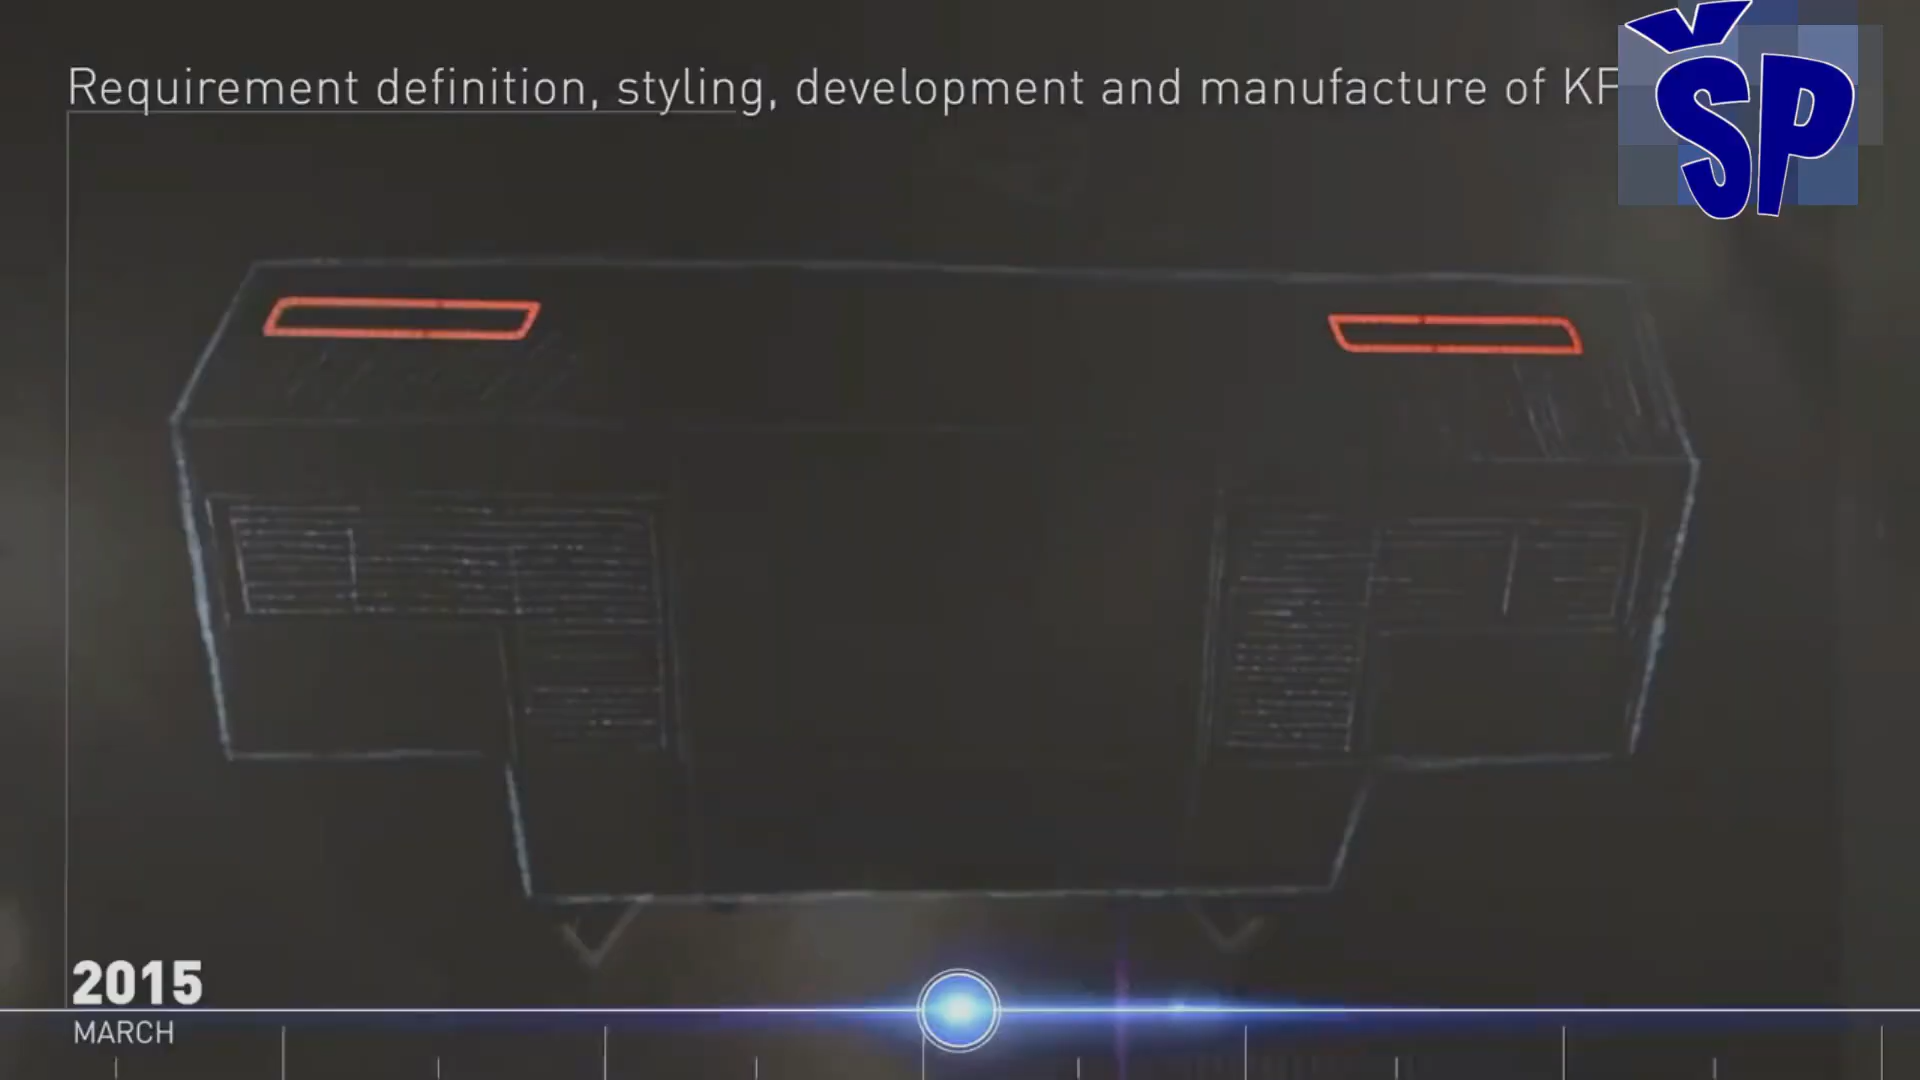 Requirement definition, styling, development and manufacture of KF
ŠP
2015
MARCH